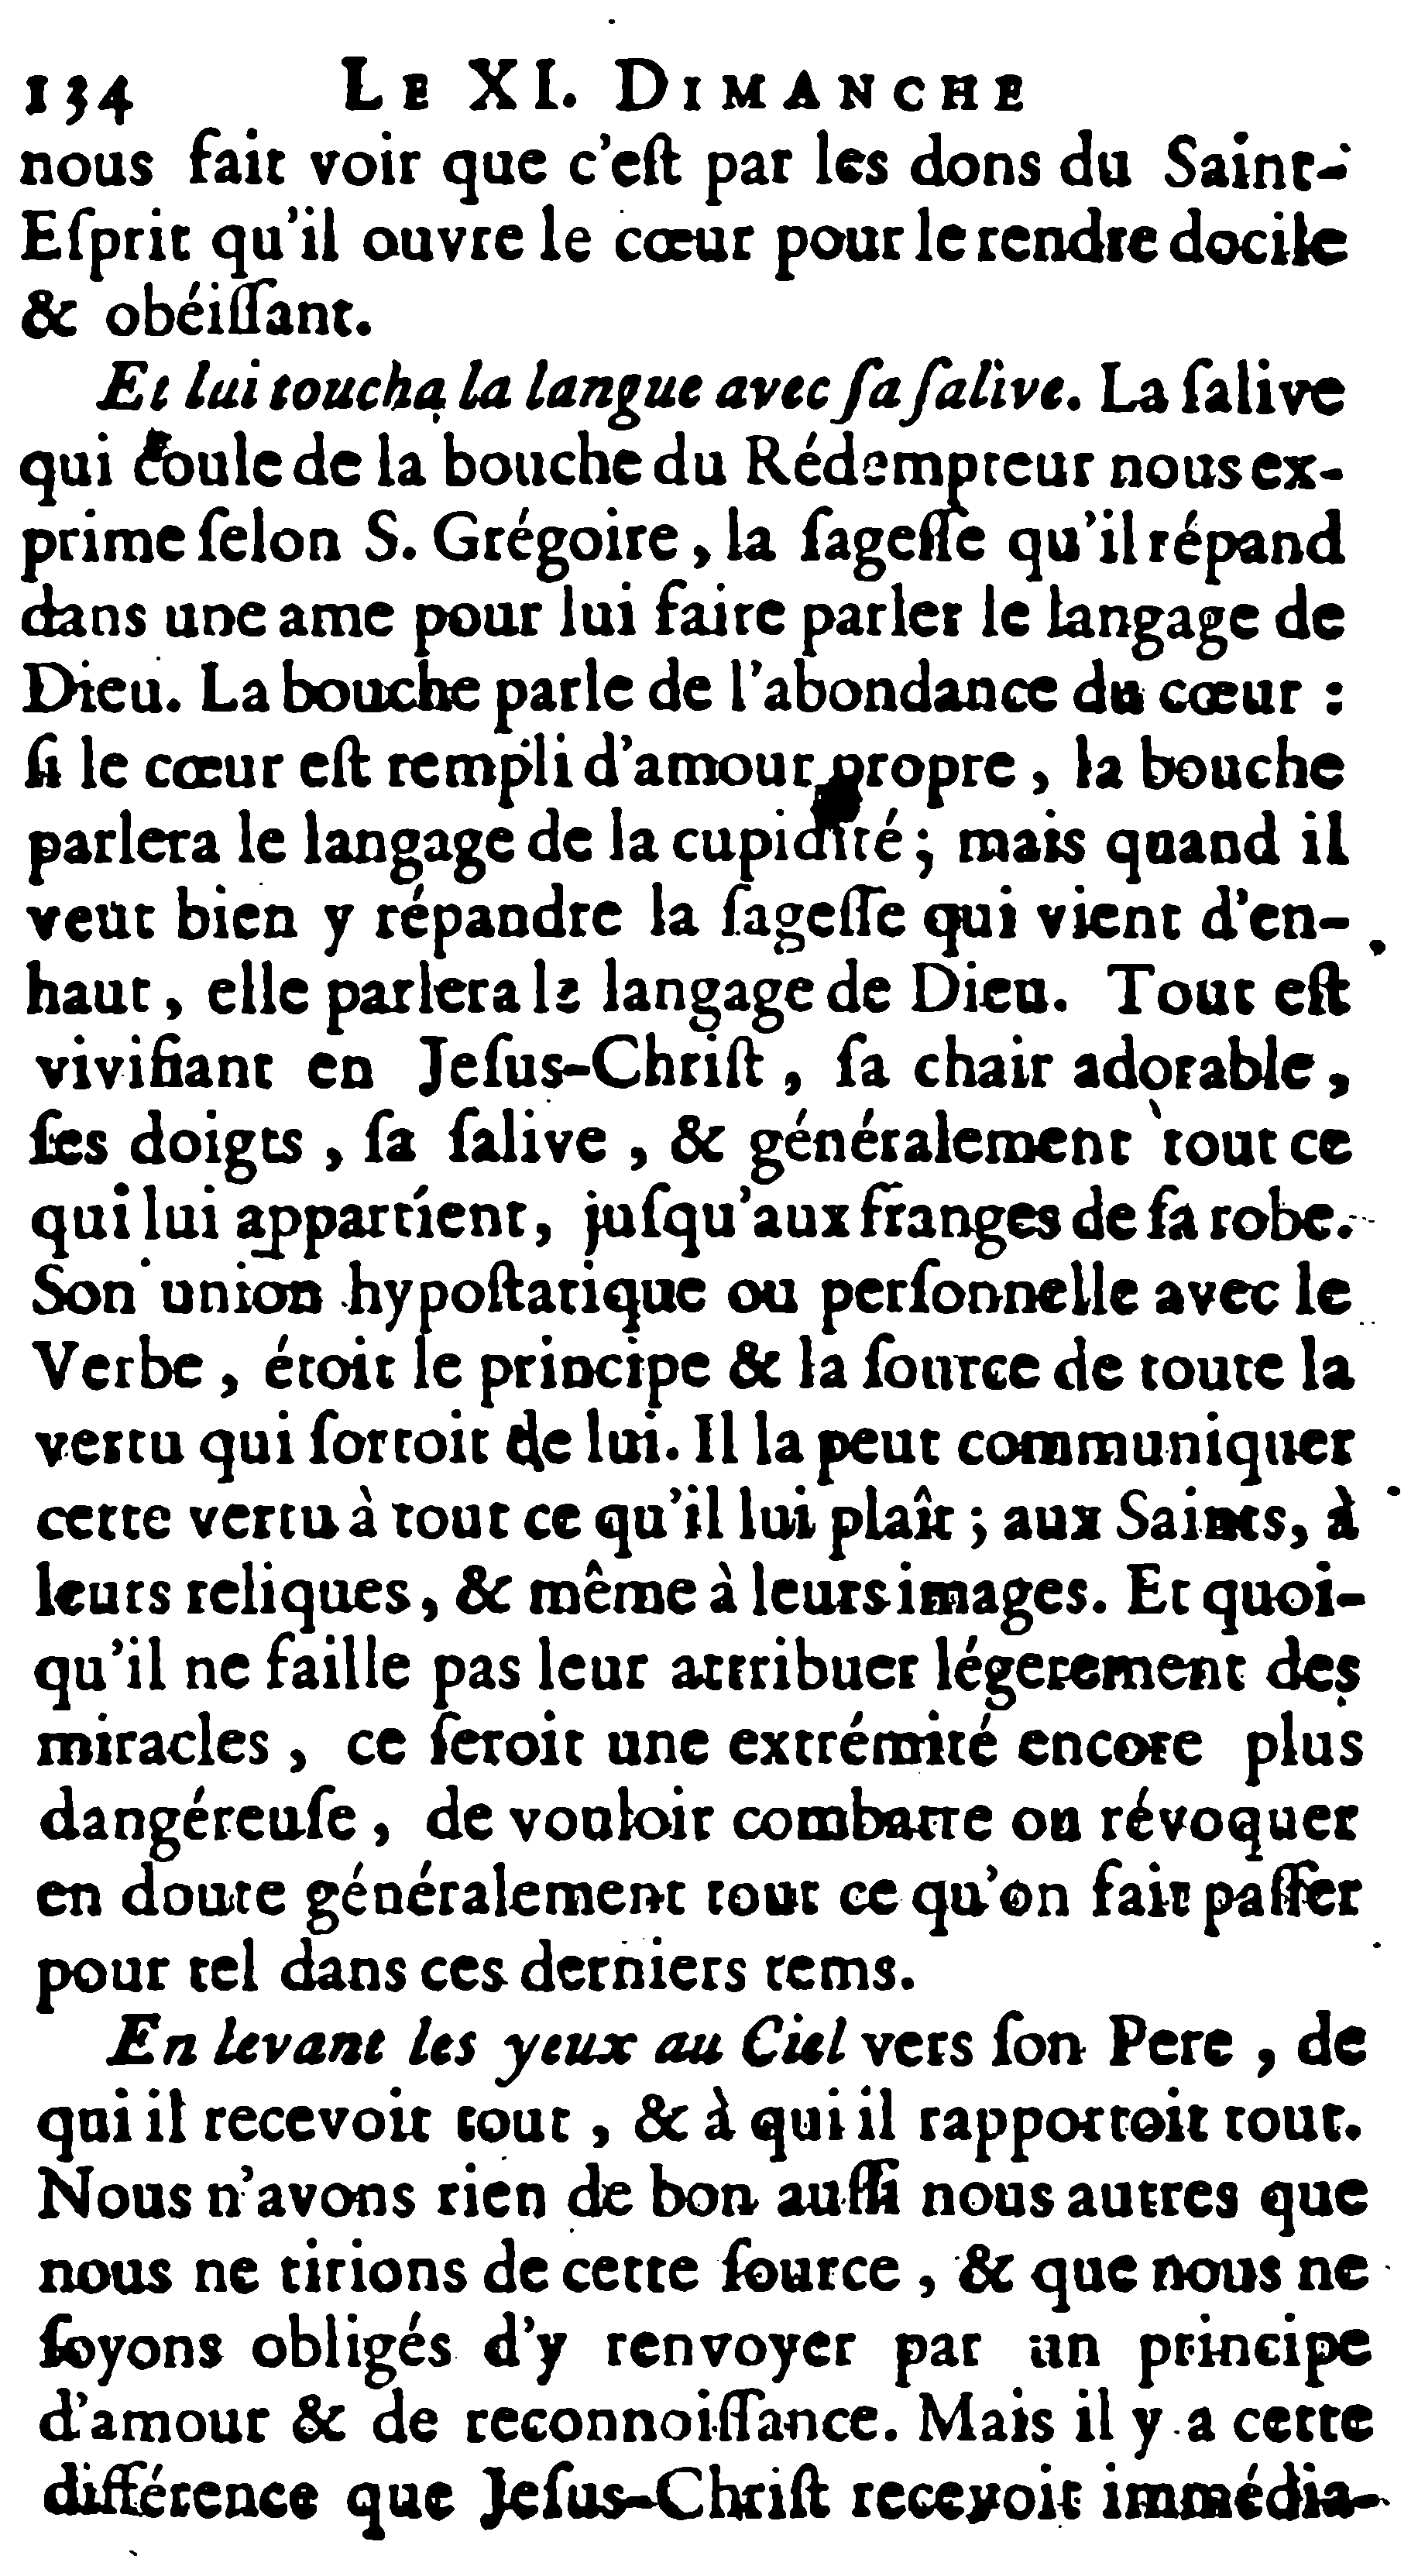 134 LE XI. DIMANCHE
nous fait voir que c'eſt par les dons du Saint-
Eſprit qu'il ouvre le cœur pour le rendre docile
& obéiſſant.
Et lui toucha la langue avec ſa ſalive. La ſalive
qui coule de la bouche du Rédempteur nous ex-
prime ſelon S. Grégoire, la ſageſſe qu'il répand
dans une ame pour lui faire parler le langage de
Dieu. La bouche parle de l'abondance du cœur :
ſi le cœur eſt rempli d'amour propre, la bouche
parlera le langage de la cupidité ; mais quand il
veut bien y répandre la ſageſſe qui vient d'en-
haut, elle parlera le langage de Dieu. Tout eſt
vivifiant en Jeſus-Chriſt, ſa chair adorable,
ſes doigts, ſa ſalive, & généralement tout ce
qui lui appartient, juſqu'aux franges de ſa robe.
Son union hypoſtatique ou perſonnelle avec le
Verbe, étoit le principe & la ſource de toute la
vertu qui ſortoit de lui. Il la peut communiquer
cette vertu à tout ce qu'il lui plaît ; aux Saints, à
leurs reliques, & même à leurs images. Et quoi-
qu'il ne faille pas leur attribuer légerement des
miracles, ce ſeroit une extrémité encore plus
dangéreuſe, de vouloir combattre ou révoquer
en doute généralement tout ce qu'on fait paſſer
pour tel dans ces derniers tems.
En levant les yeux au Ciel vers ſon Pere, de
qui il recevoit tout, & à qui il rapportoit tout.
Nous n'avons rien de bon auſſi nous autres que
nous ne tirions de cette ſource, & que nous ne
ſoyons obligés d'y renvoyer par un principe
d'amour & de reconnoiſſance. Mais il y a cette
différence que Jeſus-Chriſt recevoit immédia-